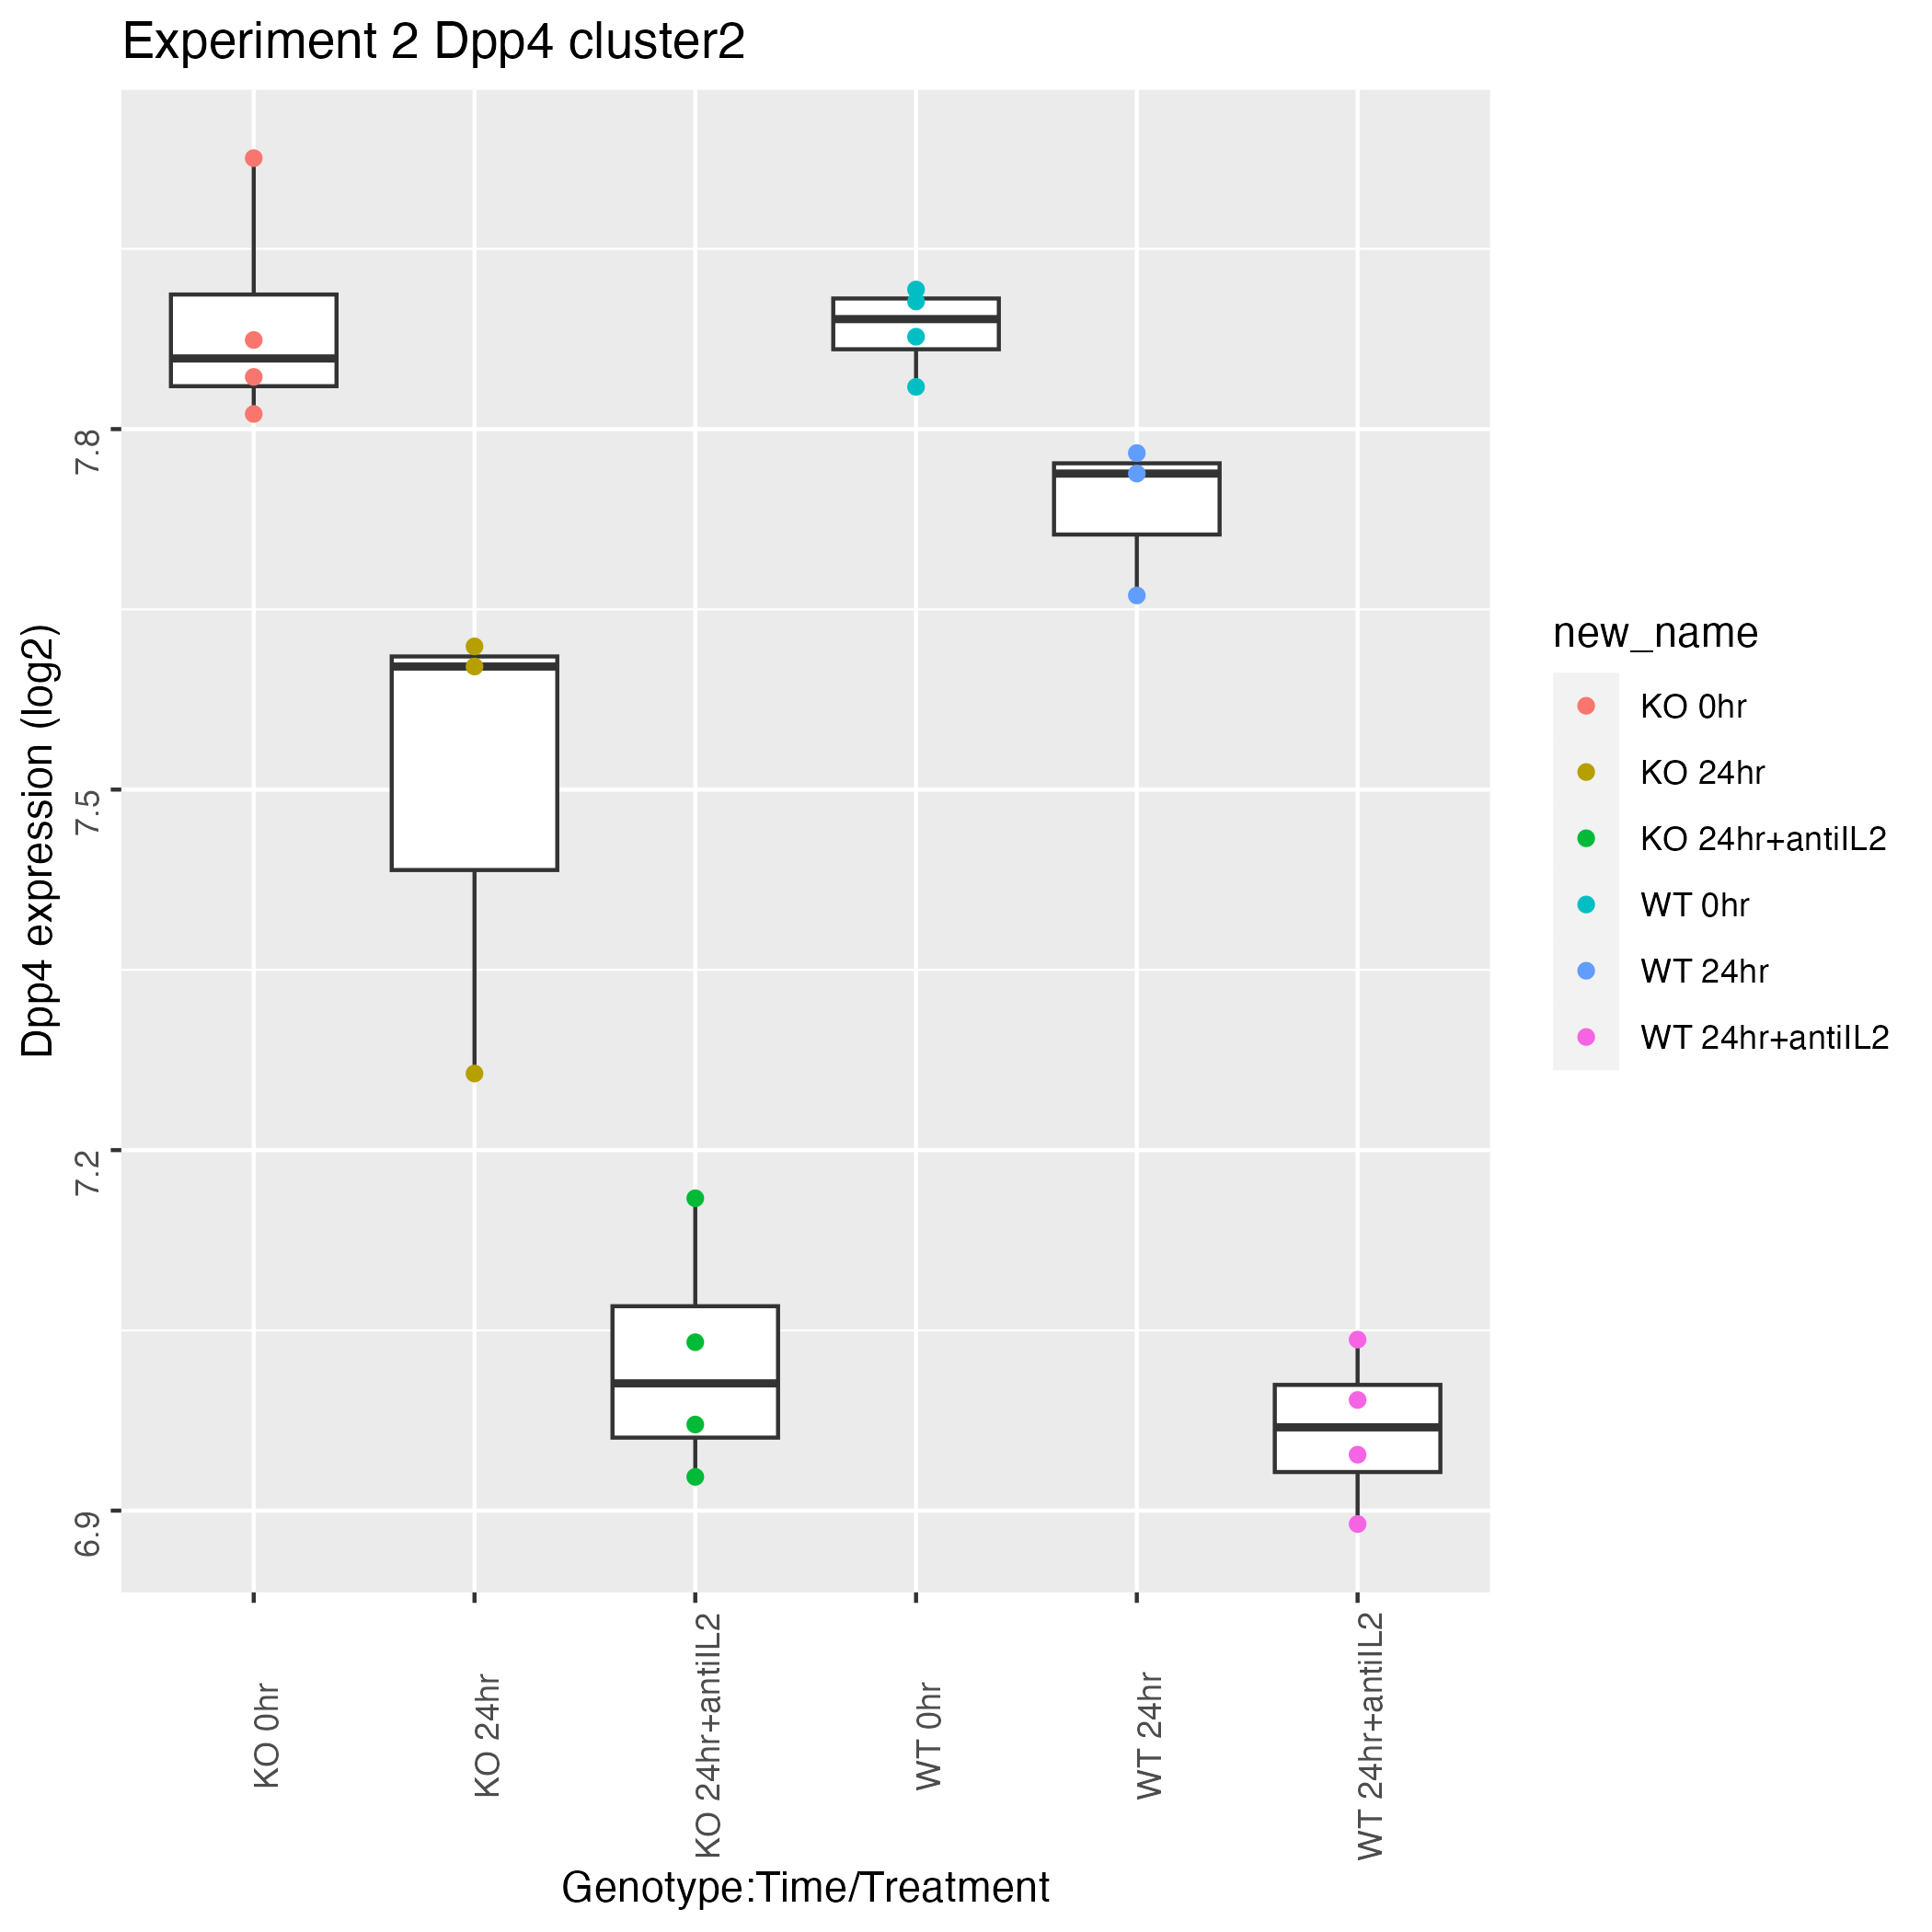 Experiment 2 Dpp4 cluster2
Dpp4 expression (log2)
7.8
7.5
7.2
6.9
KO 0hr
KO 24hr
KO 24hr+antiIL2
WT 0hr
WT 24hr
WT 24hr+antiIL2
Genotype:Time/Treatment
new_name
KO 0hr
KO 24hr
KO 24hr+antiIL2
WT 0hr
WT 24hr
WT 24hr+antiIL2